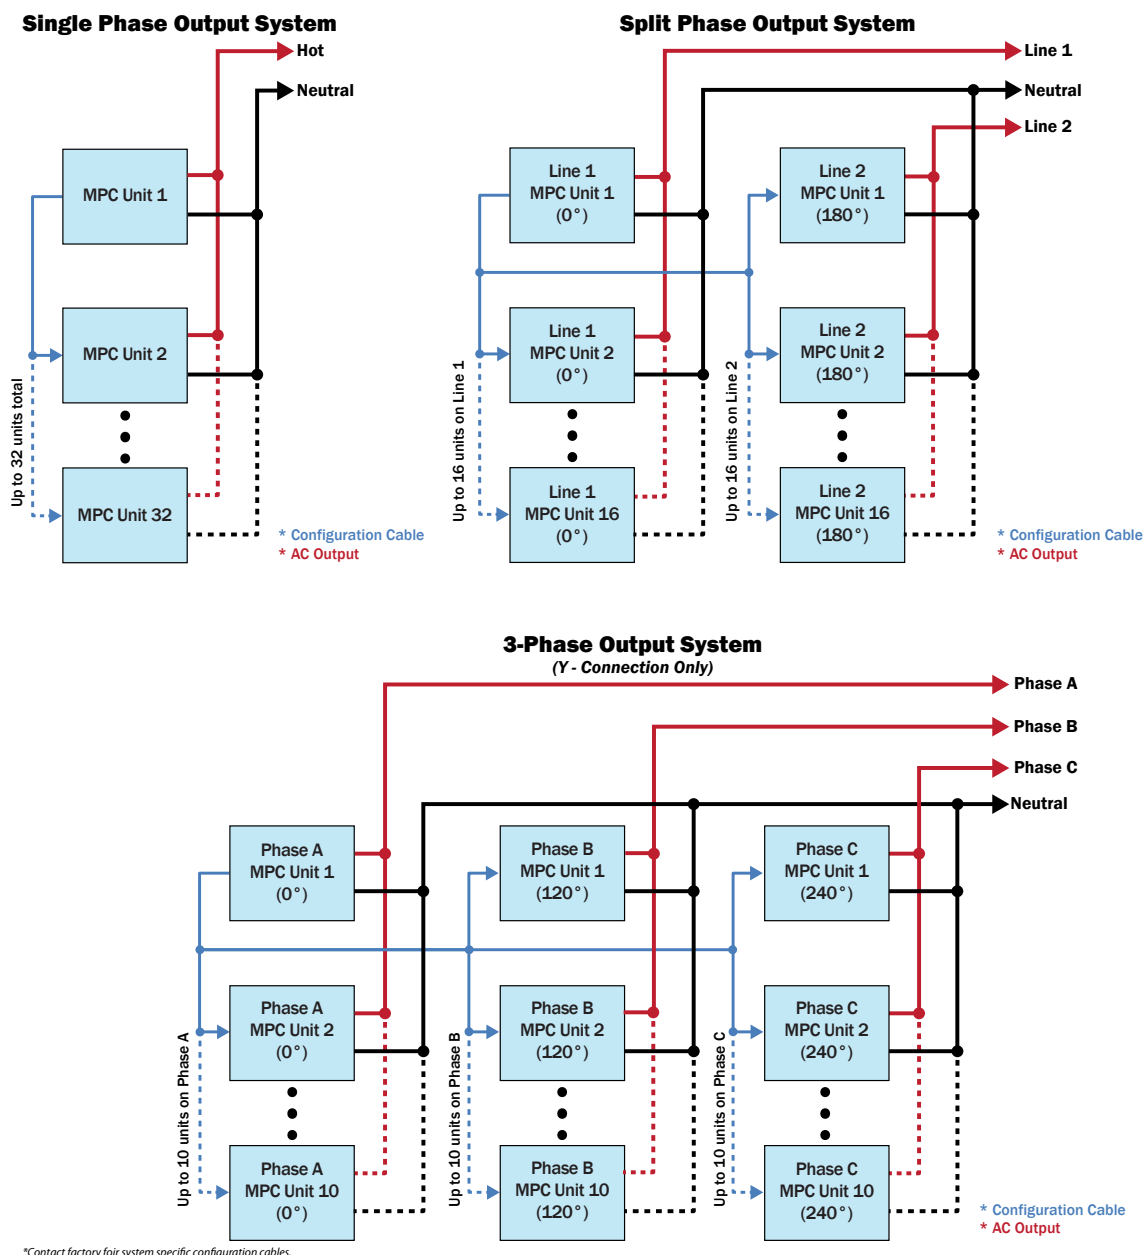 Single Phase Output System
Hot
Neutral
MPC Unit 1
MPC Unit 2
MPC Unit 32
Up to 32 units total
* Configuration Cable
* AC Output
Split Phase Output System
Line 1
Neutral
Line 2
Line 1
MPC Unit 1
(0°)
Line 2
MPC Unit 1
(180°)
Line 1
MPC Unit 2
(0°)
Line 2
MPC Unit 2
(180°)
Up to 16 units on Line 1
Up to 16 units on Line 2
Line 1
MPC Unit 16
(0°)
Line 2
MPC Unit 16
(180°)
* Configuration Cable
* AC Output
3-Phase Output System
(Y - Connection Only)
Phase A
Phase B
Phase C
Neutral
Phase A
MPC Unit 1
(0°)
Phase B
MPC Unit 1
(120°)
Phase C
MPC Unit 1
(240°)
Phase A
MPC Unit 2
(0°)
Phase B
MPC Unit 2
(120°)
Phase C
MPC Unit 2
(240°)
Up to 10 units on Phase A
Up to 10 units on Phase B
Up to 10 units on Phase C
Phase A
MPC Unit 10
(0°)
Phase B
MPC Unit 10
(120°)
Phase C
MPC Unit 10
(240°)
* Configuration Cable
* AC Output
*Contact factory foir system specific configuration cables.